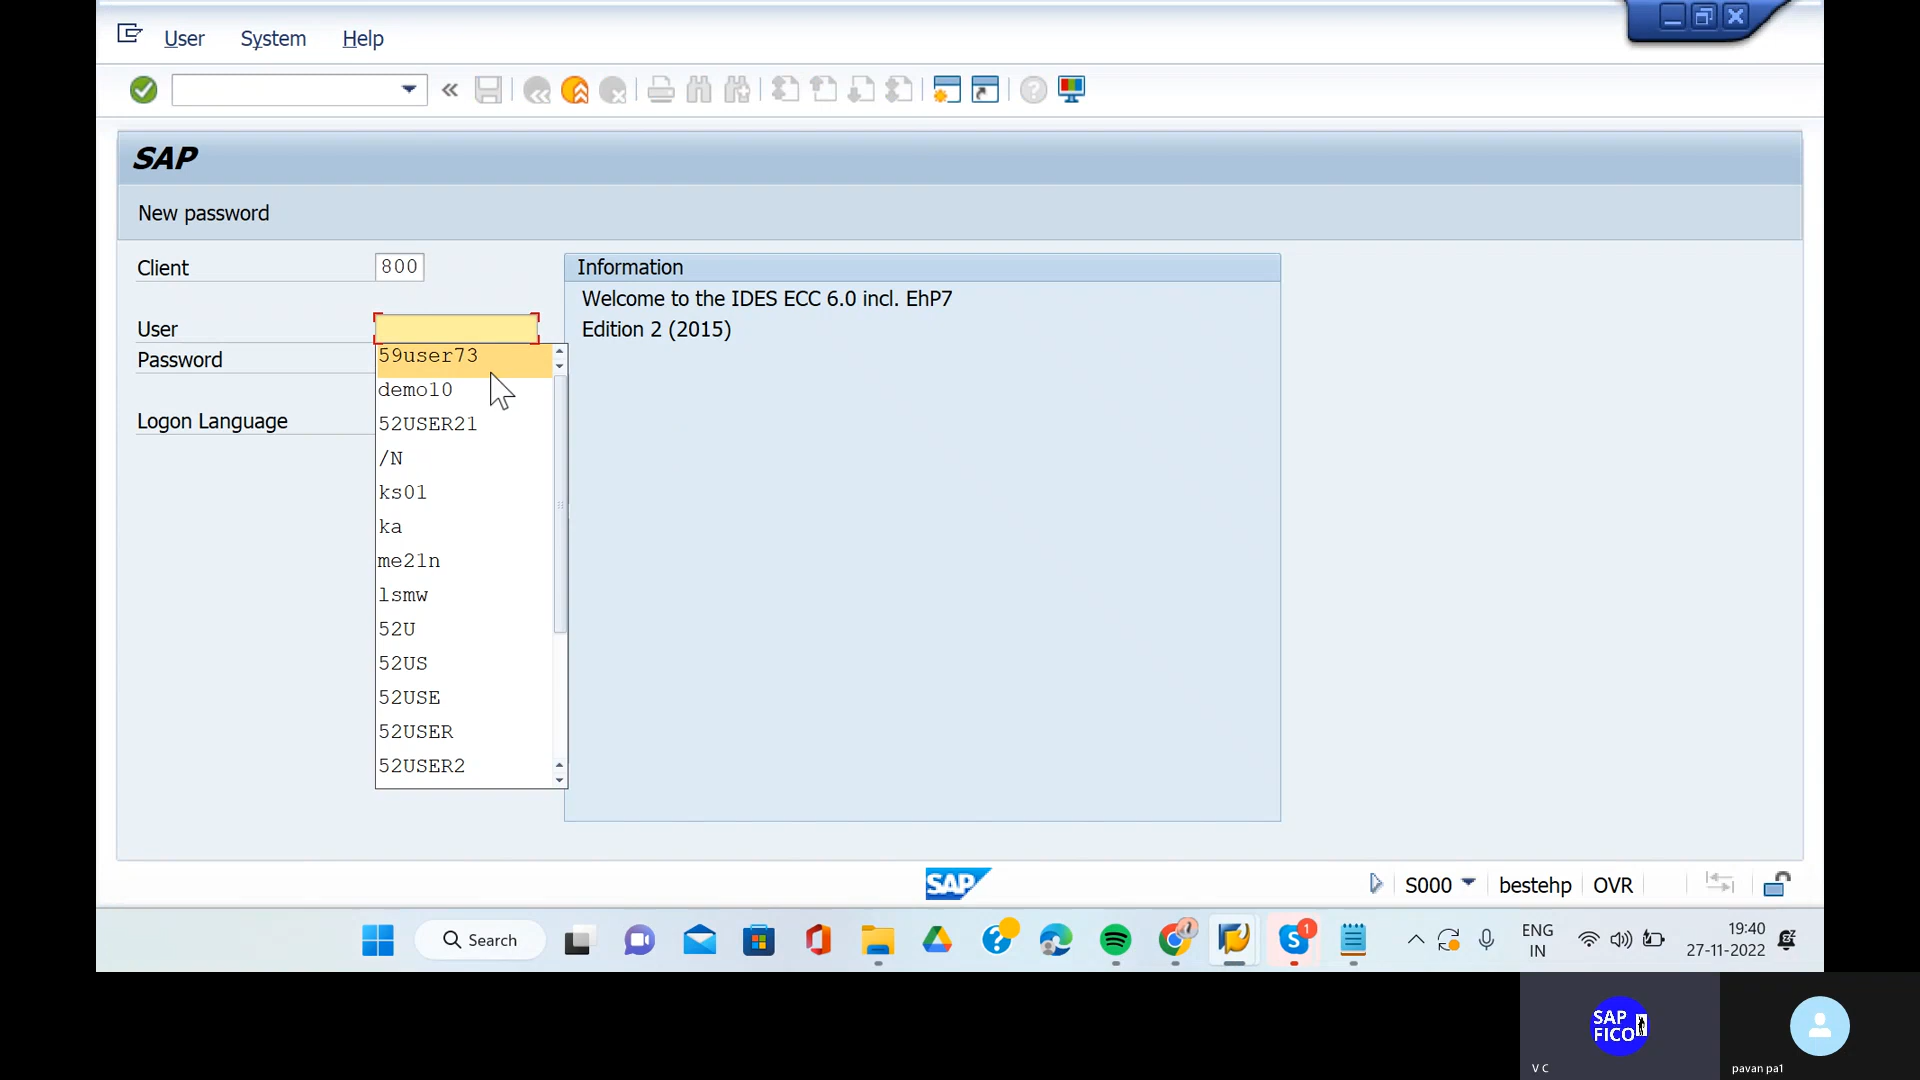 User System Help
SAP
New password
Client 800
Information
Welcome to the IDES ECC 6.0 incl. EhP7
User
Edition 2 (2015)
Password
59user73
demo10
Logon Language
52USER21
/N
ks01
ka
me21n
lsmw
52U
52US
52USE
52USER
52USER2
SAP
S000 bestehp OVR
Search
S 1
ENG
IN
19:40
27-11-2022
SAP
FICO
V C
pavan pa1